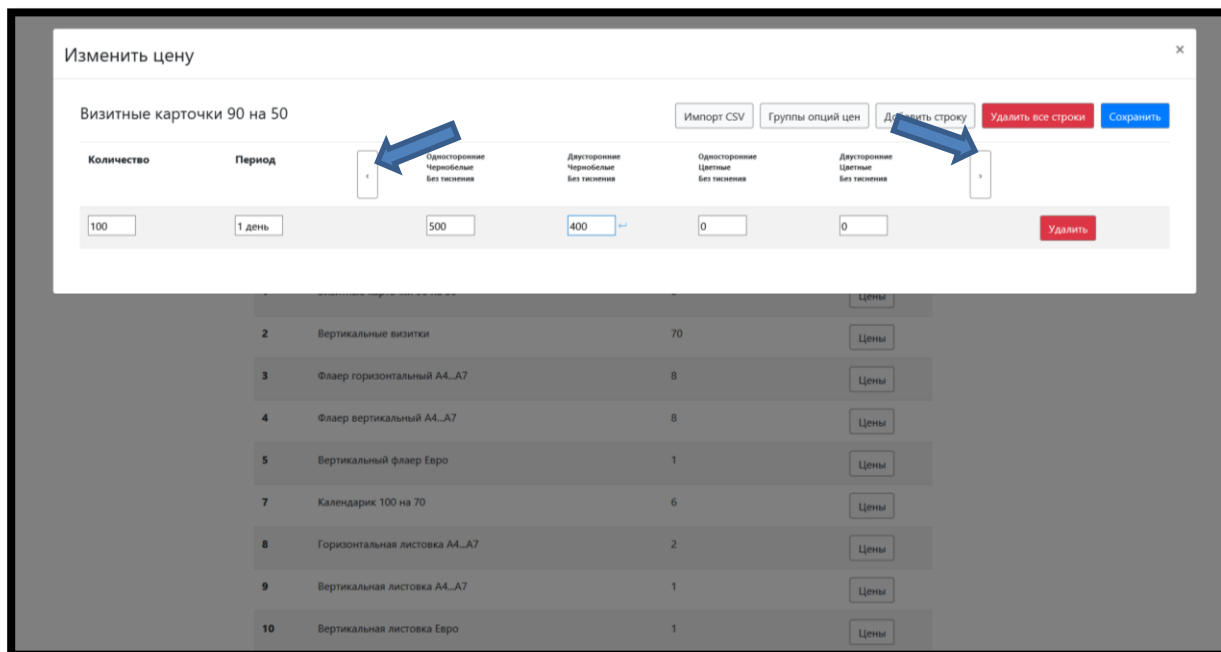 Изменить цену
×
Визитные карточки 90 на 50
Импорт CSV
Группы опций цен
строку
Удалить все строки
Сохранить
Количество
Период
‹
Односторонние
Чернобелые
Без тиснения
Двусторонние
Чернобелые
Без тиснения
Односторонние
Цветные
Без тиснения
Двусторонние
Цветные
Без тиснения
›
100
1 день
500
400
0
0
Удалить
Цены
2 Вертикальные визитки 70 Цены
3 Флаер горизонтальный А4...А7 8 Цены
4 Флаер вертикальный А4...А7 8 Цены
5 Вертикальный флаер Евро 1 Цены
7 Календарик 100 на 70 6 Цены
8 Горизонтальная листовка А4...А7 2 Цены
9 Вертикальная листовка А4...А7 1 Цены
10 Вертикальная листовка Евро 1 Цены